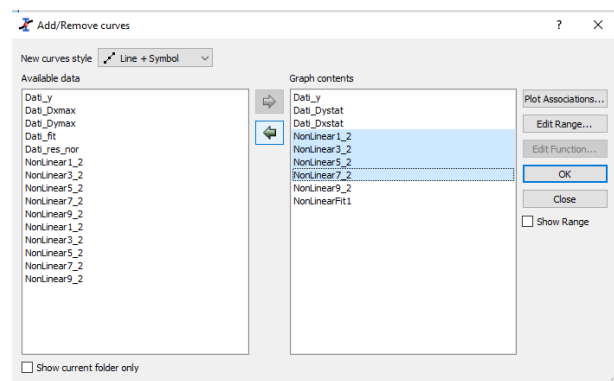 Add/Remove curves
?
New curves style
Line + Symbol
Available data
Dati_y
Dati_Dxmax
Dati_Dymax
Dati_fit
Dati_res_nor
NonLinear1_2
NonLinear3_2
NonLinear5_2
NonLinear7_2
NonLinear9_2
NonLinear1_2
NonLinear3_2
NonLinear5_2
NonLinear7_2
NonLinear9_2
Graph contents
Dati_y
Dati_Dystat
Dati_Dxstat
NonLinear1_2
NonLinear3_2
NonLinear5_2
NonLinear7_2
NonLinear9_2
NonLinearFit1
Plot Associations...
Edit Range...
Edit Function...
OK
Close
Show Range
Show current folder only